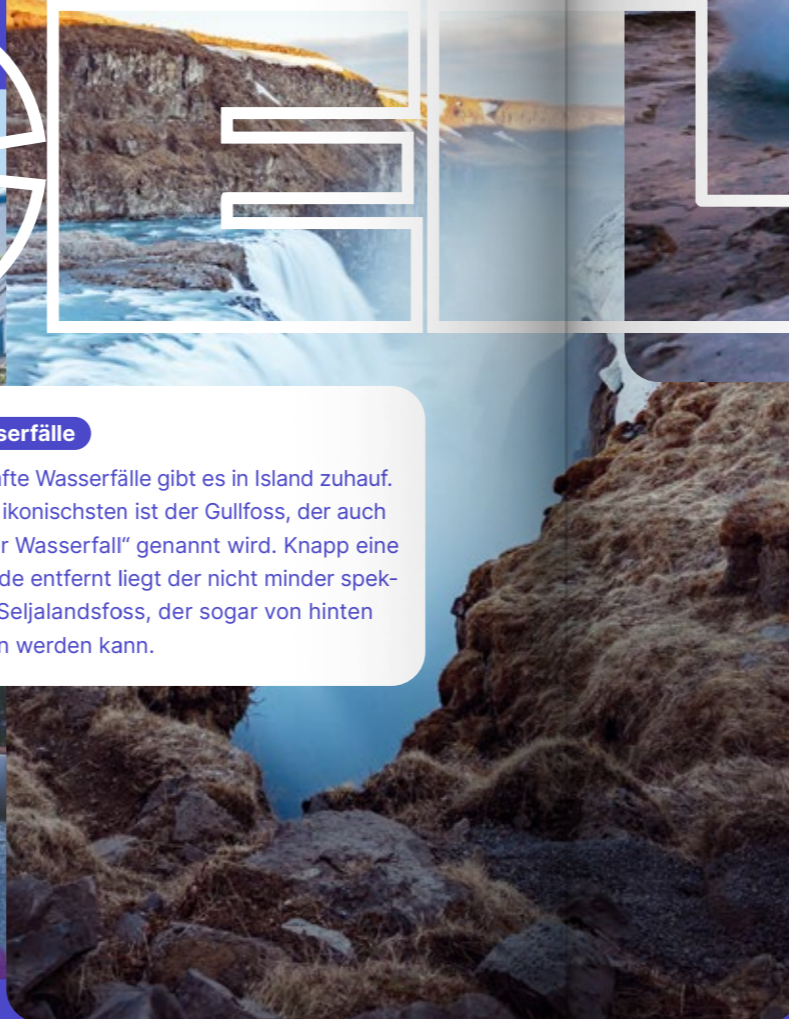 serfälle
fte Wasserfälle gibt es in Island zuhauf.
ikonischsten ist der Gullfoss, der auch
r Wasserfall“ genannt wird. Knapp eine
de entfernt liegt der nicht minder spek-
Seljalandsfoss, der sogar von hinten
n werden kann.